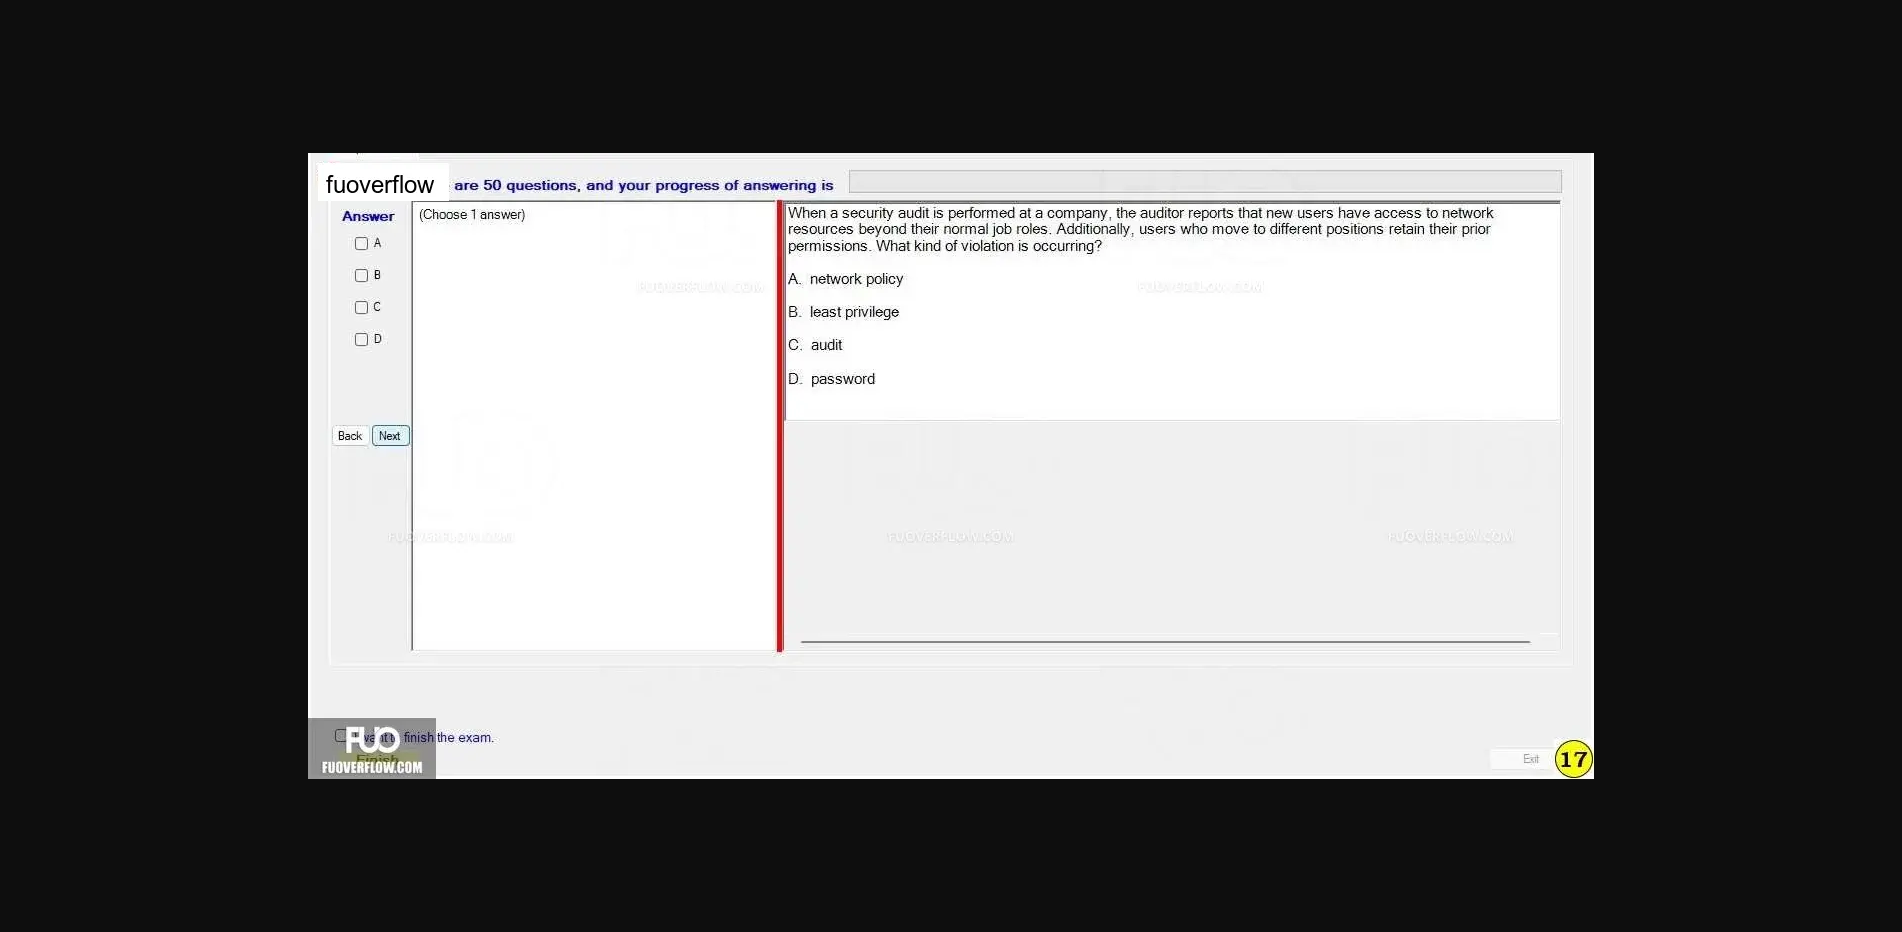 fuoverflow are 50 questions, and your progress of answering is
Answer
A
B
C
D
Back Next
(Choose 1 answer)
When a security audit is performed at a company, the auditor reports that new users have access to network
resources beyond their normal job roles. Additionally, users who move to different positions retain their prior
permissions. What kind of violation is occurring?
A. network policy
B. least privilege
C. audit
D. password
FUOVERFLOW.COM FUOVERFLOW.COM
FUOVERFLOW.COM FUOVERFLOW.COM FUOVERFLOW.COM
I want to finish the exam.
Finish
FUO
FUOVERFLOW.COM
Exit
17